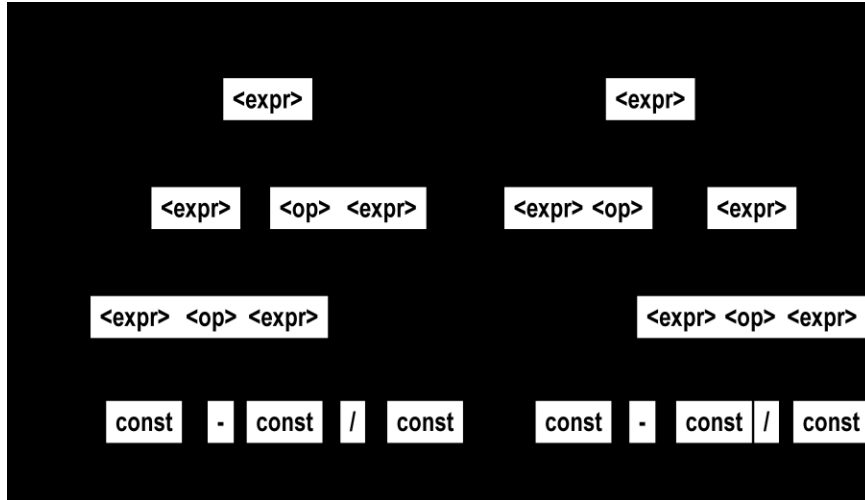 <expr> <expr>
<expr> <op> <expr> <expr> <op> <expr>
<expr> <op> <expr> <expr> <op> <expr>
const - const / const const - const / const